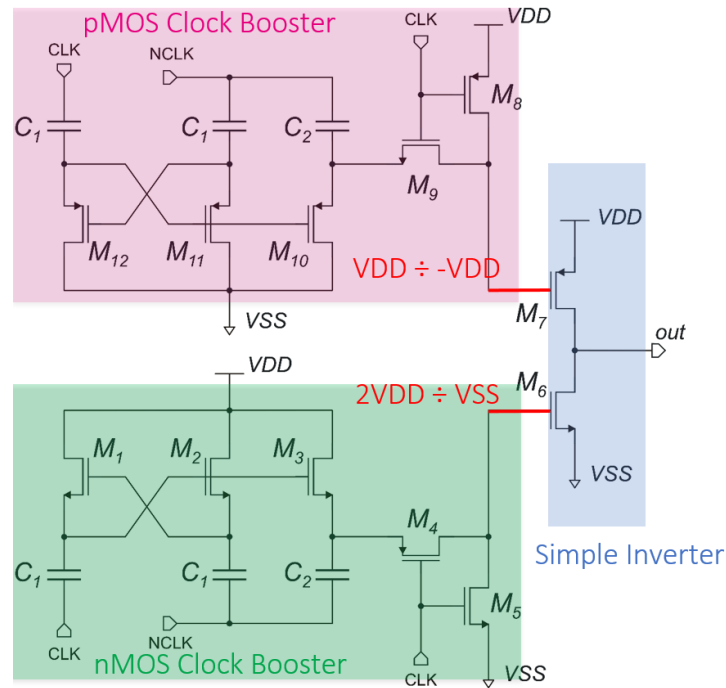 pMOS Clock Booster
CLK
NCLK
CLK
VDD
C1
C1
C2
M8
M9
M12
M11
M10
VDD ÷ -VDD
VSS
VDD
M7
out
VDD
2VDD ÷ VSS
M6
M1
M2
M3
VSS
M4
Simple Inverter
C1
C1
C2
M5
CLK
NCLK
CLK
VSS
nMOS Clock Booster